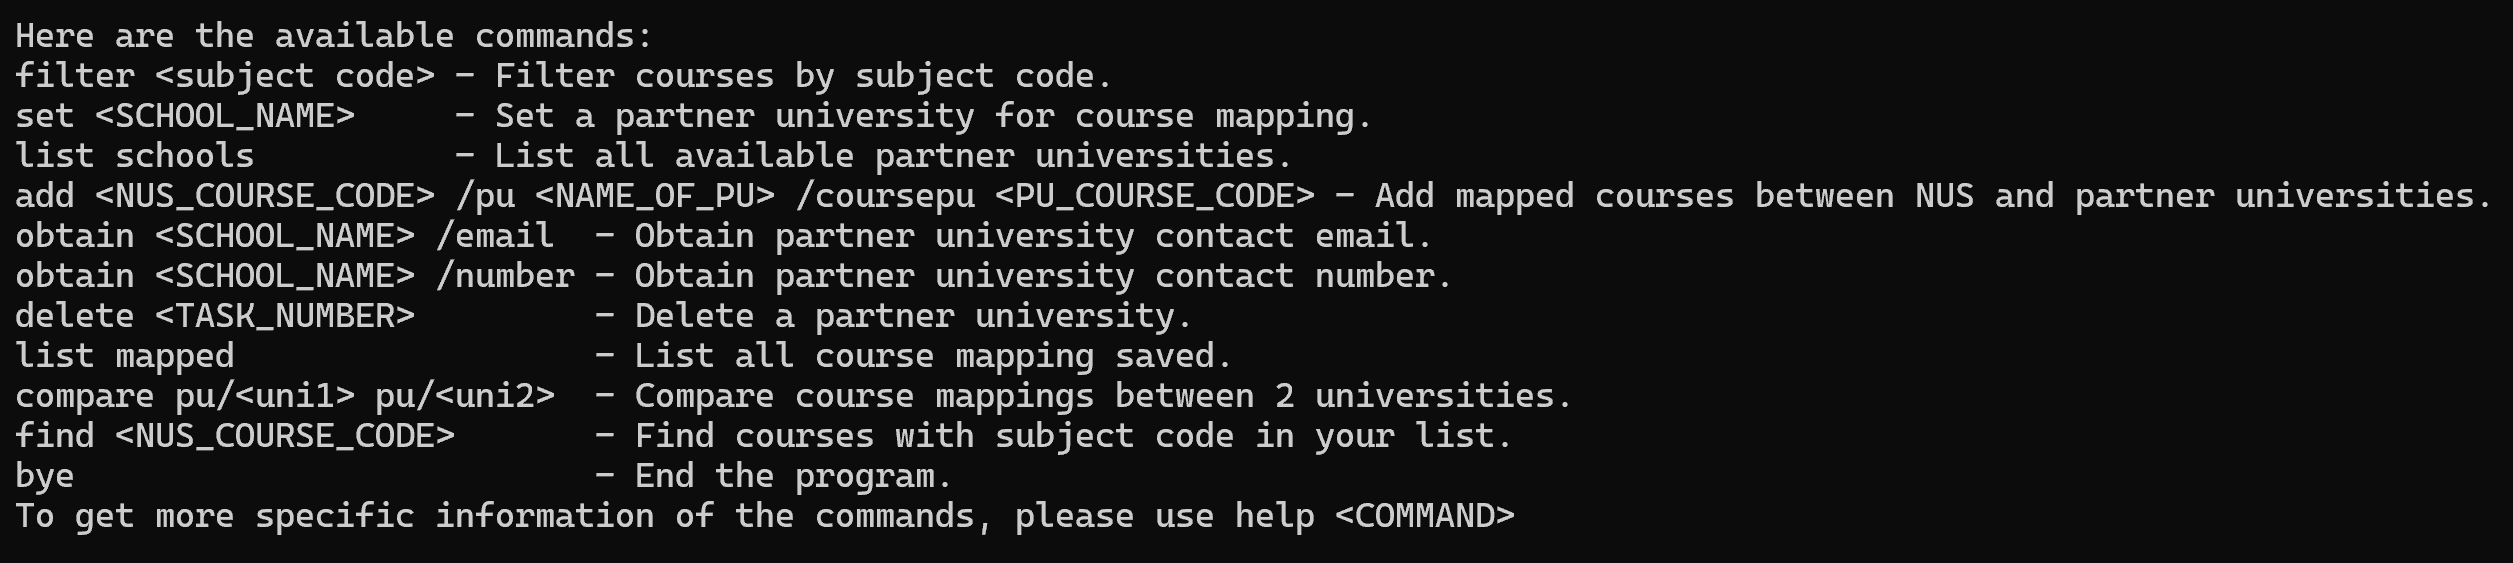 Here are the available commands:
filter <subject code> - Filter courses by subject code.
set <SCHOOL_NAME>     - Set a partner university for course mapping.
list schools          - List all available partner universities.
add <NUS_COURSE_CODE> /pu <NAME_OF_PU> /coursepu <PU_COURSE_CODE> - Add mapped courses between NUS and partner universities.
obtain <SCHOOL_NAME> /email  - Obtain partner university contact email.
obtain <SCHOOL_NAME> /number - Obtain partner university contact number.
delete <TASK_NUMBER>         - Delete a partner university.
list mapped                  - List all course mapping saved.
compare pu/<uni1> pu/<uni2>  - Compare course mappings between 2 universities.
find <NUS_COURSE_CODE>       - Find courses with subject code in your list.
bye                          - End the program.
To get more specific information of the commands, please use help <COMMAND>